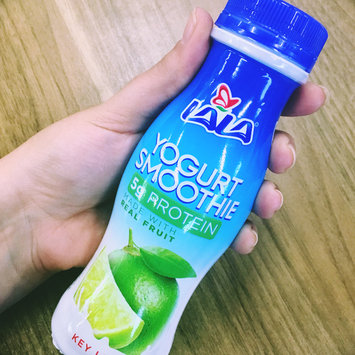 LALA
YOGURT
SMOOTHIE
5g PROTEIN
MADE WITH
REAL FRUIT
KEY